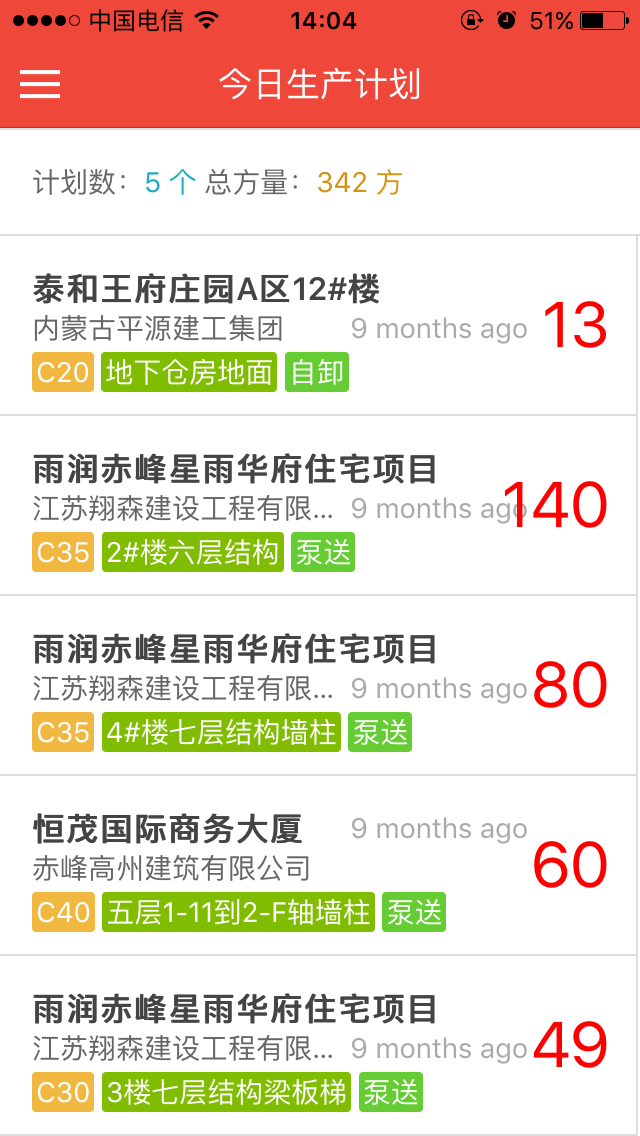 中国电信 14:04 51%
今日生产计划
计划数：5 个 总方量：342 方
泰和王府庄园A区12#楼
内蒙古平源建工集团 9 months ago 13
C20 地下仓房地面 自卸
雨润赤峰星雨华府住宅项目
江苏翔森建设工程有限... 9 months ago 140
C35 2#楼六层结构 泵送
雨润赤峰星雨华府住宅项目
江苏翔森建设工程有限... 9 months ago 80
C35 4#楼七层结构墙柱 泵送
恒茂国际商务大厦 9 months ago
赤峰高州建筑有限公司 60
C40 五层1-11到2-F轴墙柱 泵送
雨润赤峰星雨华府住宅项目
江苏翔森建设工程有限... 9 months ago 49
C30 3楼七层结构梁板梯 泵送